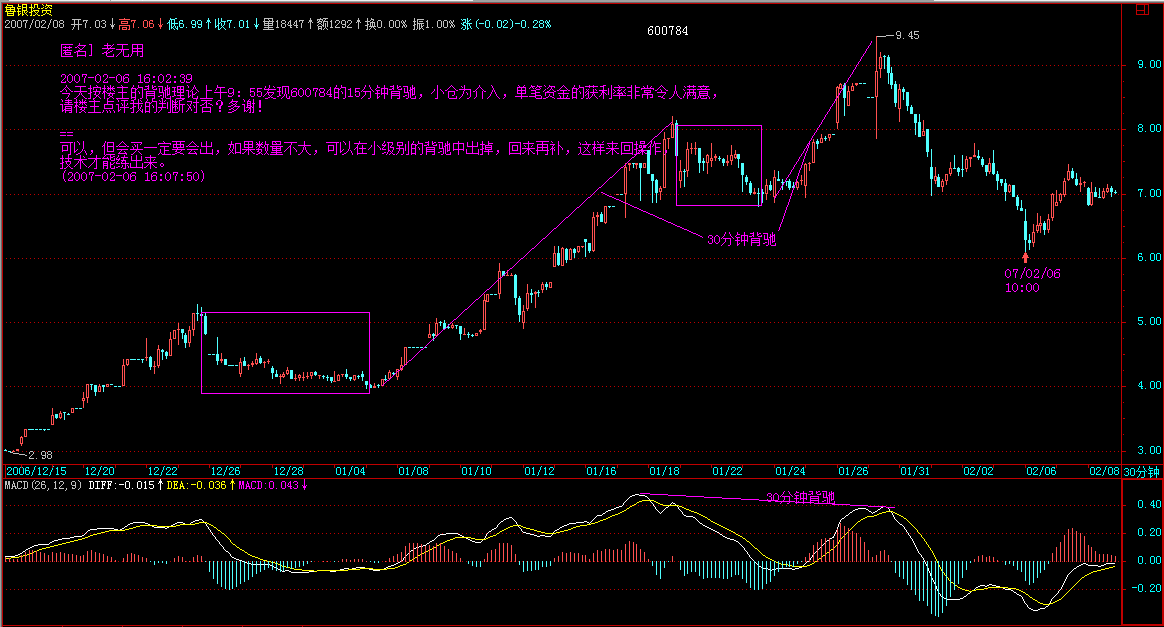 鲁银投资
2007/02/08 开7.03↓高7.06↓低6.99↑收7.01↓量18447↑额1292↑换0.00% 振1.00% 涨(-0.02)-0.28%
600784
匿名] 老无用
2007-02-06 16:02:39
今天按楼主的背驰理论上午9：55发现600784的15分钟背驰，小仓为介入，单笔资金的获利率非常令人满意，
请楼主点评我的判断对否？多谢！
==
可以，但会买一定要会出，如果数量不大，可以在小级别的背驰中出掉，回来再补，这样来回操作，
技术才能练出来。
(2007-02-06 16:07:50)
9.45
9.00
8.00
7.00
30分钟背驰
6.00
07/02/06
10:00
5.00
4.00
3.00
2.98
2006/12/15 12/20 12/22 12/26 12/28 01/04 01/08 01/10 01/12 01/16 01/18 01/22 01/24 01/26 01/31 02/02 02/06 02/08 30分钟
MACD(26,12,9) DIFF:-0.015↑DEA:-0.036↑MACD:0.043↓
30分钟背驰
0.40
0.20
0.00
-0.20